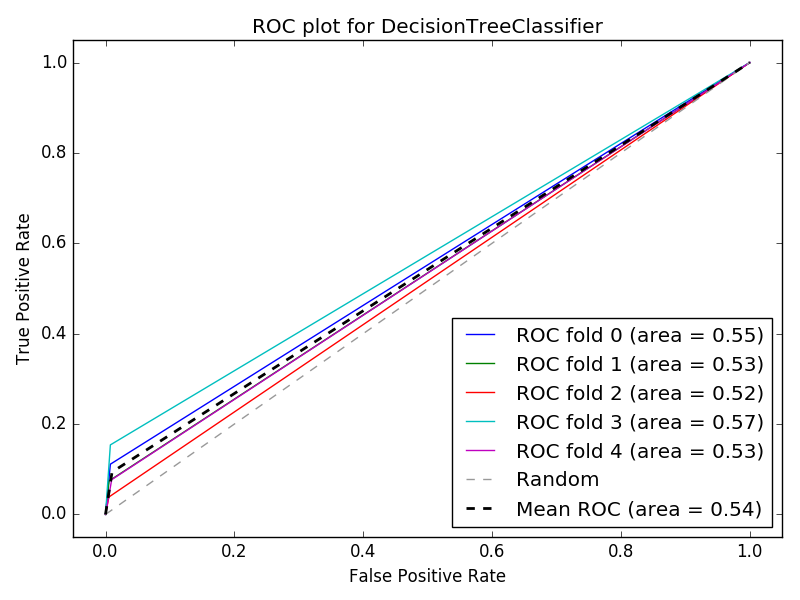 ROC plot for DecisionTreeClassifier
True Positive Rate
1.0
0.8
0.6
0.4
0.2
0.0
ROC fold 0 (area = 0.55)
ROC fold 1 (area = 0.53)
ROC fold 2 (area = 0.52)
ROC fold 3 (area = 0.57)
ROC fold 4 (area = 0.53)
Random
Mean ROC (area = 0.54)
0.0 0.2 0.4 0.6 0.8 1.0
False Positive Rate